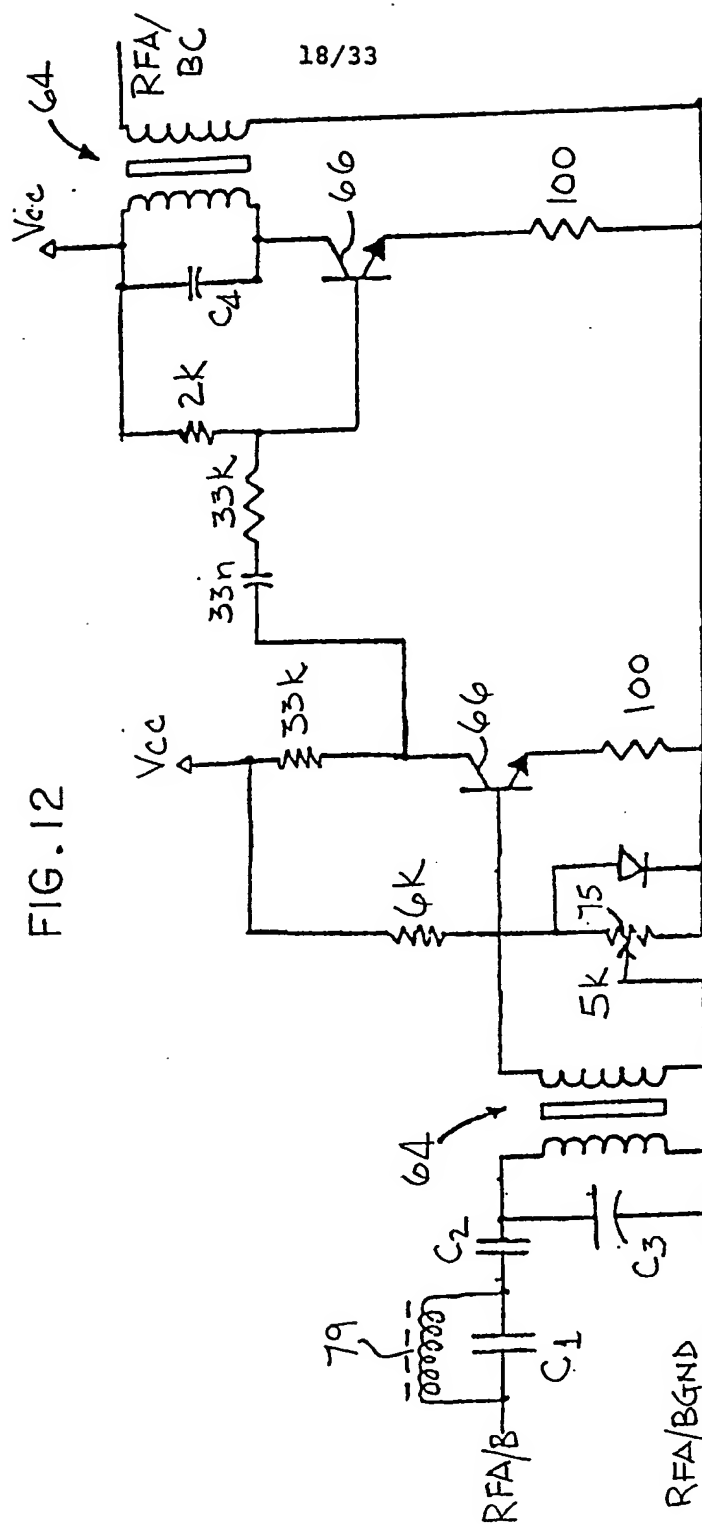 18/33
FIG. 12
RFA/B
RFA/BGND
79
C1
C2
C3
64
5K
75
6K
Vcc
33K
66
100
33n
33K
2K
C4
Vcc
64
66
100
RFA/
BC